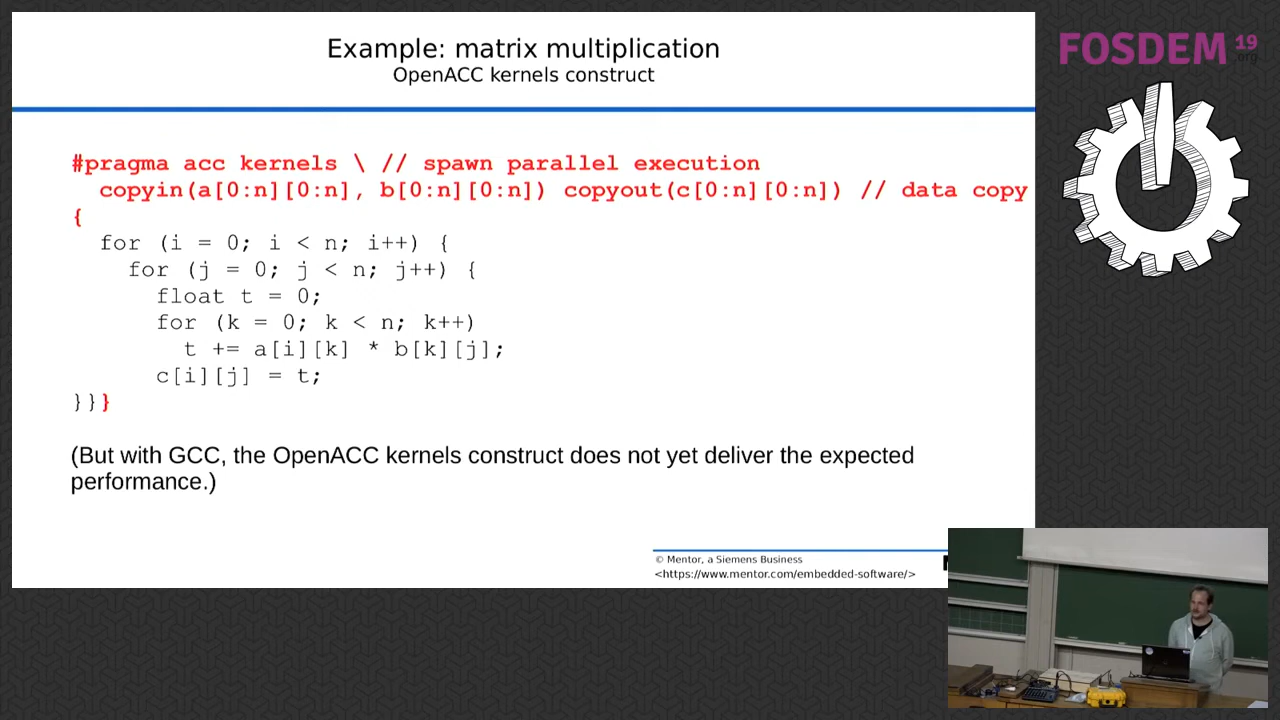 Example: matrix multiplication
OpenACC kernels construct
#pragma acc kernels \ // spawn parallel execution
copyin(a[0:n][0:n], b[0:n][0:n]) copyout(c[0:n][0:n]) // data copy
{
for (i = 0; i < n; i++) {
for (j = 0; j < n; j++) {
float t = 0;
for (k = 0; k < n; k++)
t += a[i][k] * b[k][j];
c[i][j] = t;
}}}
(But with GCC, the OpenACC kernels construct does not yet deliver the expected
performance.)
© Mentor, a Siemens Business
<https://www.mentor.com/embedded-software/>
FOSDEM 19
.org